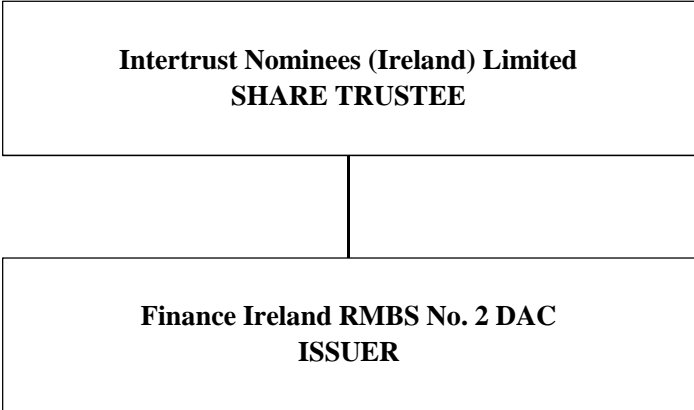 Intertrust Nominees (Ireland) Limited
SHARE TRUSTEE
Finance Ireland RMBS No. 2 DAC
ISSUER